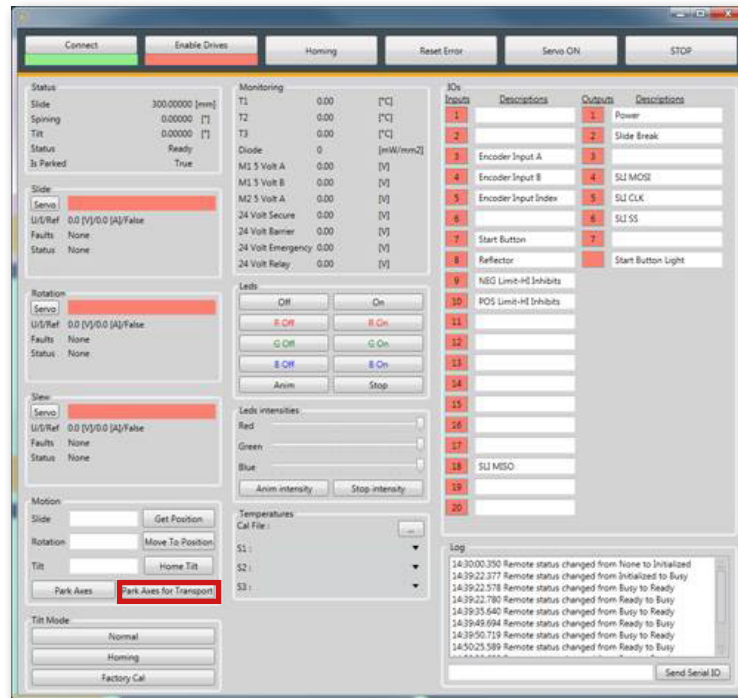 Connect
Enable Drives
Homing
Reset Error
Servo ON
STOP
Status
Slide 300.00000 [mm]
Spining 0.00000 [°]
Tilt 0.00000 [°]
Status Ready
Is Parked True
Slide
Servo
U/I/Ref 0.0 [V]/0.0 [A]/False
Faults None
Status None
Rotation
Servo
U/I/Ref 0.0 [V]/0.0 [A]/False
Faults None
Status None
Slew
Servo
U/I/Ref 0.0 [V]/0.0 [A]/False
Faults None
Status None
Motion
Slide Get Position
Rotation Move To Position
Tilt Home Tilt
Park Axes Park Axes for Transport
Tilt Mode
Normal
Homing
Factory Cal
Monitoring
T1 0.00 [°C]
T2 0.00 [°C]
T3 0.00 [°C]
Diode 0 [mW/mm2]
M1 5 Volt A 0.00 [V]
M1 5 Volt B 0.00 [V]
M2 5 Volt A 0.00 [V]
24 Volt Secure 0.00 [V]
24 Volt Barrier 0.00 [V]
24 Volt Emergency 0.00 [V]
24 Volt Relay 0.00 [V]
Leds
Off On
R Off R On
G Off G On
B Off B On
Anim Stop
Leds intensities
Red
Green
Blue
Anim intensity Stop intensity
Temperatures
Cal File : ...
S1 :
S2 :
S3 :
IOs
Inputs Descriptions Outputs Descriptions
1 1 Power
2 2 Slide Break
3 Encoder Input A 3
4 Encoder Input B 4 SLI MOSI
5 Encoder Input Index 5 SLI CLK
6 6 SLI SS
7 Start Button 7
8 Reflector Start Button Light
9 NEG Limit-HI Inhibits
10 POS Limit-HI Inhibits
11
12
13
14
15
16
17
18 SLI MISO
19
20
Log
14:30:00.350 Remote status changed from None to Initialized
14:39:22.377 Remote status changed from Initialized to Busy
14:39:22.578 Remote status changed from Busy to Ready
14:39:22.780 Remote status changed from Ready to Busy
14:39:35.640 Remote status changed from Busy to Ready
14:39:49.694 Remote status changed from Ready to Busy
14:39:50.719 Remote status changed from Busy to Ready
14:50:25.589 Remote status changed from Ready to Busy
Send Serial IO